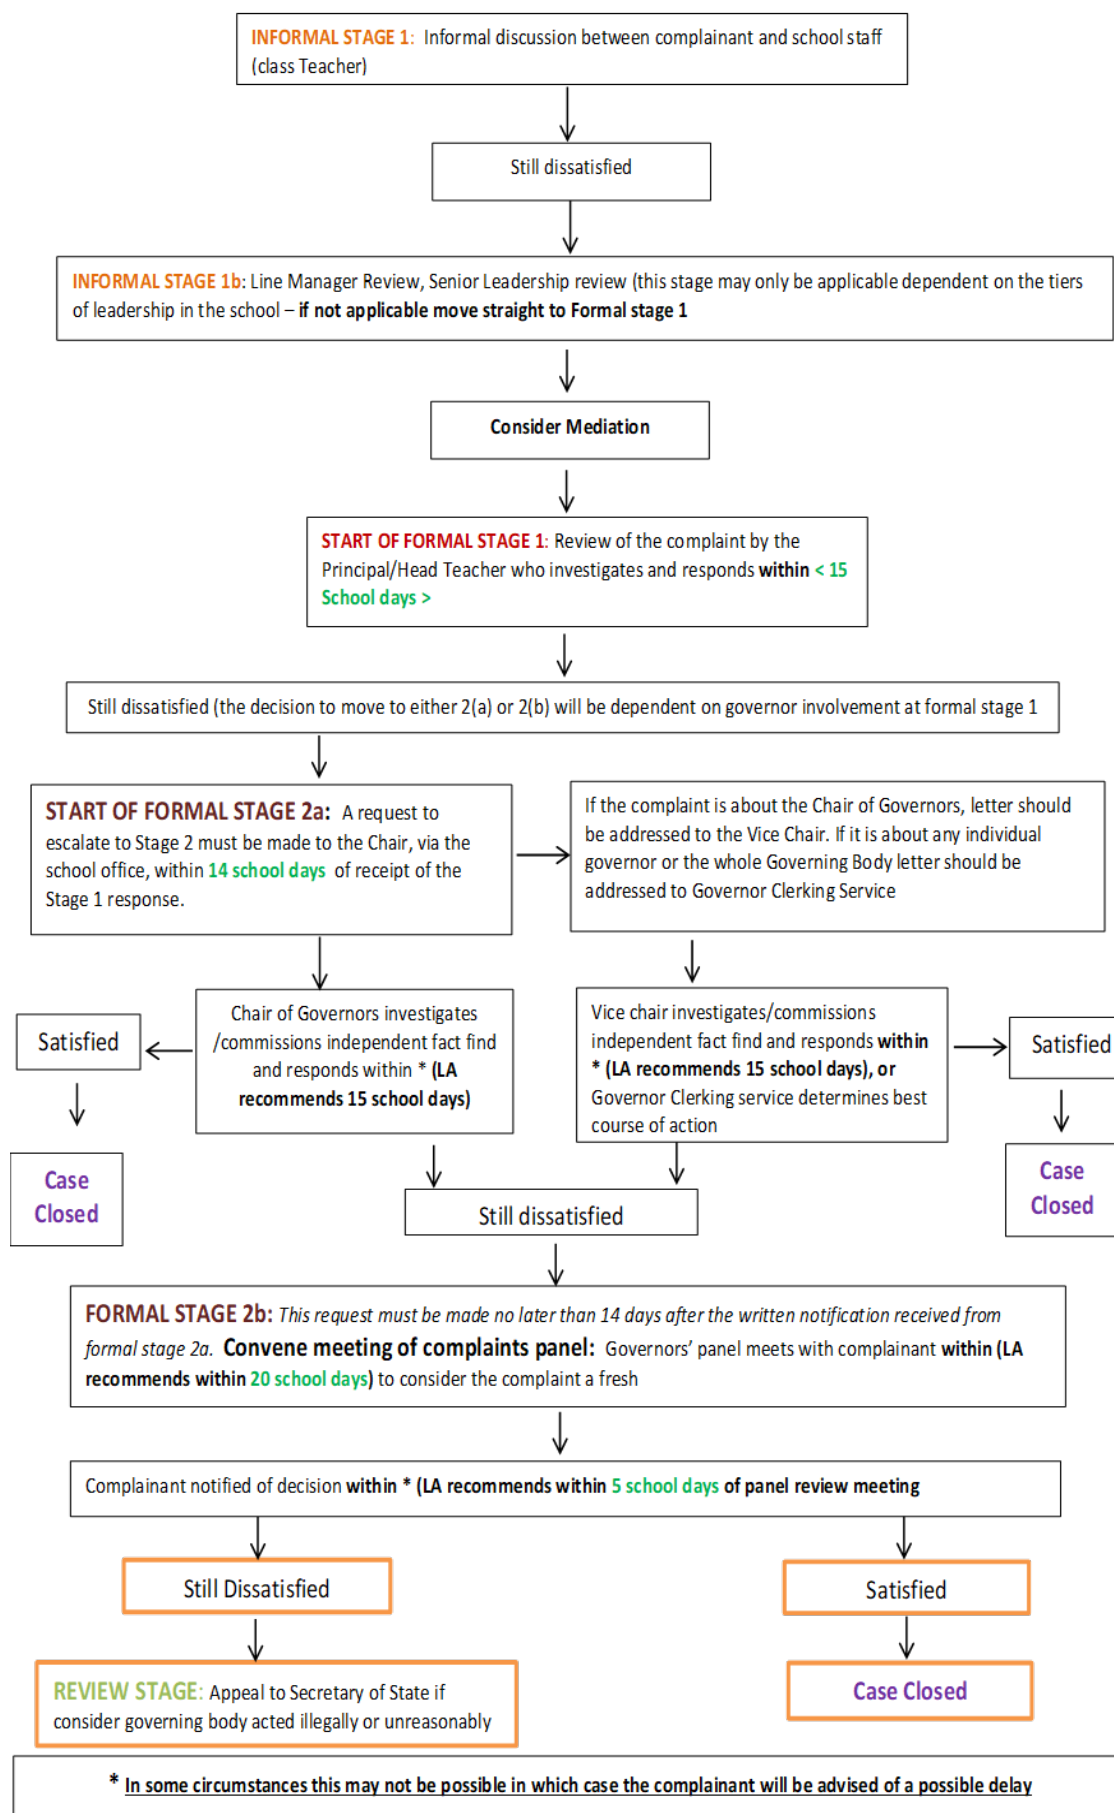 INFORMAL STAGE 1: Informal discussion between complainant and school staff
(class Teacher)
Still dissatisfied
INFORMAL STAGE 1b: Line Manager Review, Senior Leadership review (this stage may only be applicable dependent on the tiers
of leadership in the school – if not applicable move straight to Formal stage 1
Consider Mediation
START OF FORMAL STAGE 1: Review of the complaint by the
Principal/Head Teacher who investigates and responds within < 15
School days >
Still dissatisfied (the decision to move to either 2(a) or 2(b) will be dependent on governor involvement at formal stage 1
START OF FORMAL STAGE 2a: A request to
escalate to Stage 2 must be made to the Chair, via the
school office, within 14 school days of receipt of the
Stage 1 response.
If the complaint is about the Chair of Governors, letter should
be addressed to the Vice Chair. If it is about any individual
governor or the whole Governing Body letter should be
addressed to Governor Clerking Service
Satisfied
Chair of Governors investigates
/commissions independent fact find
and responds within * (LA
recommends 15 school days)
Vice chair investigates/commissions
independent fact find and responds within
* (LA recommends 15 school days), or
Governor Clerking service determines best
course of action
Satisfied
Case
Closed
Still dissatisfied
Case
Closed
FORMAL STAGE 2b: This request must be made no later than 14 days after the written notification received from
formal stage 2a. Convene meeting of complaints panel: Governors' panel meets with complainant within (LA
recommends within 20 school days) to consider the complaint a fresh
Complainant notified of decision within * (LA recommends within 5 school days of panel review meeting
Still Dissatisfied
Satisfied
REVIEW STAGE: Appeal to Secretary of State if
consider governing body acted illegally or unreasonably
Case Closed
* In some circumstances this may not be possible in which case the complainant will be advised of a possible delay